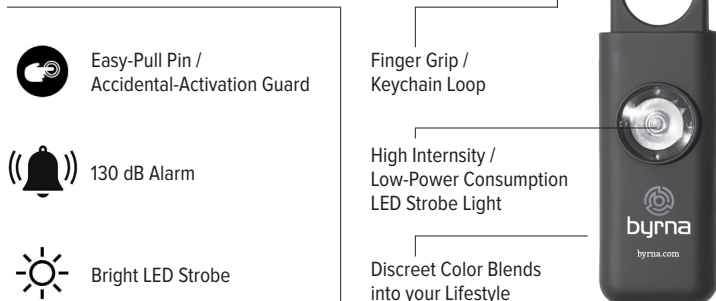 Easy-Pull Pin /
Accidental-Activation Guard
130 dB Alarm
Bright LED Strobe
Finger Grip /
Keychain Loop
High Internsity /
Low-Power Consumption
LED Strobe Light
Discreet Color Blends
into your Lifestyle
byrna
byrna.com